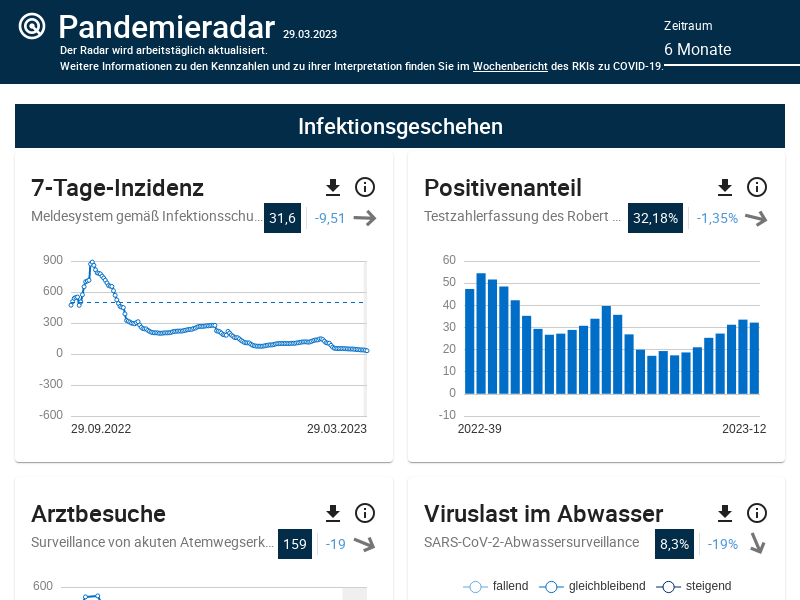 Pandemieradar 29.03.2023
Der Radar wird arbeitstäglich aktualisiert.
Weitere Informationen zu den Kennzahlen und zu ihrer Interpretation finden Sie im Wochenbericht des RKIs zu COVID-19.
Zeitraum
6 Monate
Infektionsgeschehen
7-Tage-Inzidenz
Meldesystem gemäß Infektionsschu... 31,6 -9,51
900
600
300
0
-300
-600
29.09.2022 29.03.2023
Positivenanteil
Testzahlerfassung des Robert ... 32,18% -1,35%
60
50
40
30
20
10
0
-10
2022-39 2023-12
Arztbesuche
Surveillance von akuten Atemwegserk... 159 -19
600
Viruslast im Abwasser
SARS-CoV-2-Abwassersurveillance 8,3% -19%
fallend gleichbleibend steigend